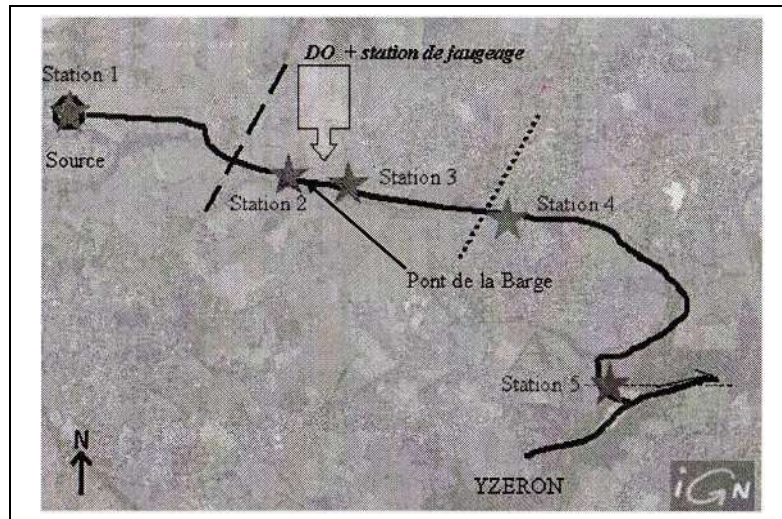 DO + station de jaugeage
Station 1
Source
Station 2
Station 3
Station 4
Pont de la Barge
Station 5
N
YZERON
iGN